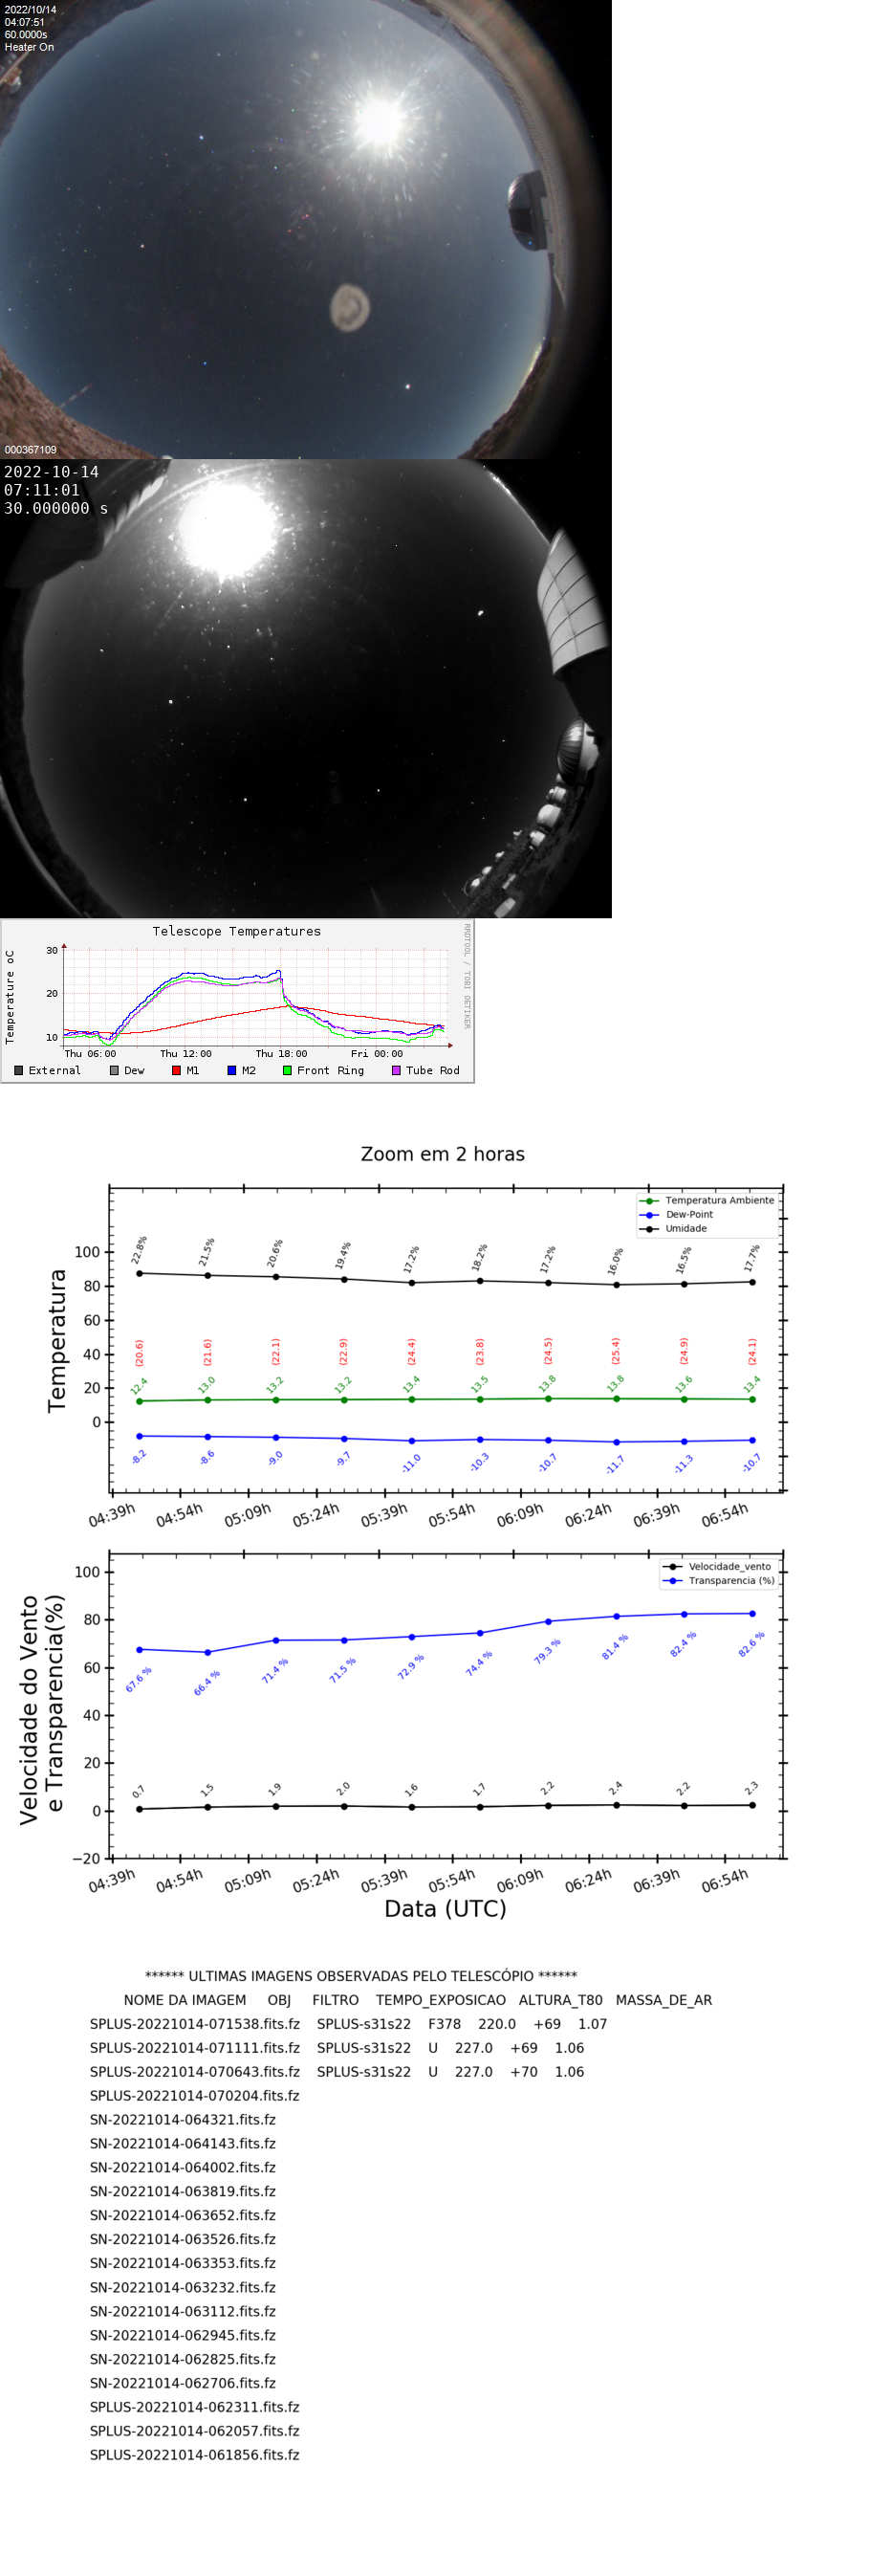 2022/10/14
04:07:51
60.0000s
Heater On
000367109
2022-10-14
07:11:01
30.000000 s
Telescope Temperatures
RRDTOOL / TOBI OETIKER
Temperature oC
30
20
10
Thu 06:00 Thu 12:00 Thu 18:00 Fri 00:00
External Dew M1 M2 Front Ring Tube Rod
Zoom em 2 horas
Temperatura Ambiente
Dew-Point
Umidade
Temperatura
100
80
60
40
20
0
22.8% 21.5% 20.6% 19.4% 17.2% 18.2% 17.2% 16.0% 16.5% 17.7%
(20.6) (21.6) (22.1) (22.9) (24.4) (23.8) (24.5) (25.4) (24.9) (24.1)
12.4 13.0 13.2 13.2 13.4 13.5 13.8 13.8 13.6 13.4
-8.2 -8.6 -9.0 -9.7 -11.0 -10.3 -10.7 -11.7 -11.3 -10.7
04:39h 04:54h 05:09h 05:24h 05:39h 05:54h 06:09h 06:24h 06:39h 06:54h
Velocidade_vento
Transparencia (%)
Velocidade do Vento
e Transparencia(%)
100
80
60
40
20
0
−20
67.6 % 66.4 % 71.4 % 71.5 % 72.9 % 74.4 % 79.3 % 81.4 % 82.4 % 82.6 %
0.7 1.5 1.9 2.0 1.6 1.7 2.2 2.4 2.2 2.3
04:39h 04:54h 05:09h 05:24h 05:39h 05:54h 06:09h 06:24h 06:39h 06:54h
Data (UTC)
****** ULTIMAS IMAGENS OBSERVADAS PELO TELESCÓPIO ******
NOME DA IMAGEM OBJ FILTRO TEMPO_EXPOSICAO ALTURA_T80 MASSA_DE_AR
SPLUS-20221014-071538.fits.fz SPLUS-s31s22 F378 220.0 +69 1.07
SPLUS-20221014-071111.fits.fz SPLUS-s31s22 U 227.0 +69 1.06
SPLUS-20221014-070643.fits.fz SPLUS-s31s22 U 227.0 +70 1.06
SPLUS-20221014-070204.fits.fz
SN-20221014-064321.fits.fz
SN-20221014-064143.fits.fz
SN-20221014-064002.fits.fz
SN-20221014-063819.fits.fz
SN-20221014-063652.fits.fz
SN-20221014-063526.fits.fz
SN-20221014-063353.fits.fz
SN-20221014-063232.fits.fz
SN-20221014-063112.fits.fz
SN-20221014-062945.fits.fz
SN-20221014-062825.fits.fz
SN-20221014-062706.fits.fz
SPLUS-20221014-062311.fits.fz
SPLUS-20221014-062057.fits.fz
SPLUS-20221014-061856.fits.fz